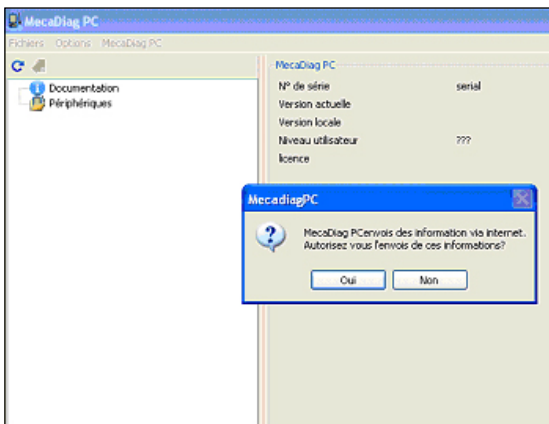 MecaDiag PC
Fichiers Options MecaDiag PC
Documentation
Périphériques
MecaDiag PC
N° de série serial
Version actuelle
Version locale
Niveau utilisateur ???
licence
MecadiagPC
MecaDiag PCenvois des information via internet.
Autorisez vous l'envois de ces informations?
Oui Non